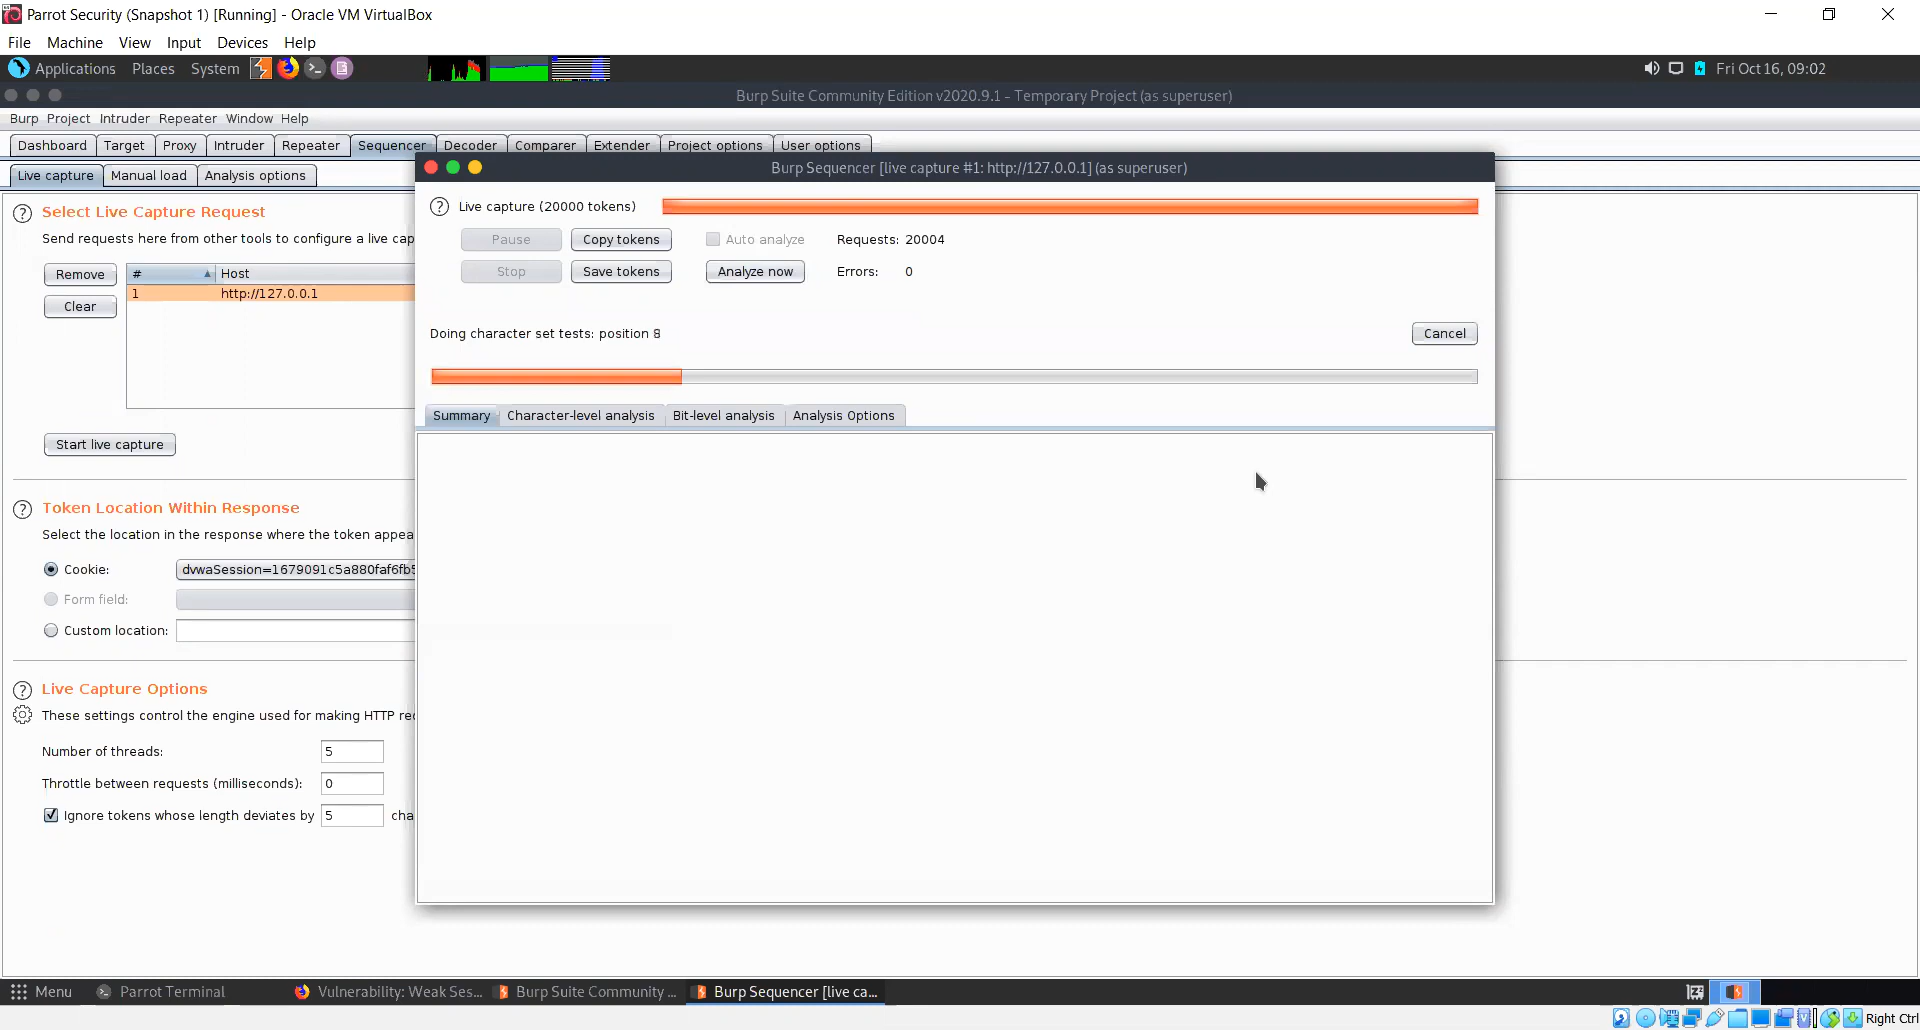 Parrot Security (Snapshot 1) [Running] - Oracle VM VirtualBox
File Machine View Input Devices Help
Applications Places System Fri Oct 16, 09:02
Burp Suite Community Edition v2020.9.1 - Temporary Project (as superuser)
Burp Project Intruder Repeater Window Help
Dashboard Target Proxy Intruder Repeater Sequencer Decoder Comparer Extender Project options User options
Burp Sequencer [live capture #1: http://127.0.0.1] (as superuser)
Live capture Manual load Analysis options
? Select Live Capture Request
Send requests here from other tools to configure a live cap
Remove # Host
1 http://127.0.0.1
Clear
Start live capture
? Token Location Within Response
Select the location in the response where the token appea
Cookie: dvwaSession=1679091c5a880faf6fb5
Form field:
Custom location:
? Live Capture Options
These settings control the engine used for making HTTP req
Number of threads: 5
Throttle between requests (milliseconds): 0
Ignore tokens whose length deviates by 5 cha
? Live capture (20000 tokens)
Pause Copy tokens Auto analyze Requests: 20004
Stop Save tokens Analyze now Errors: 0
Doing character set tests: position 8 Cancel
Summary Character-level analysis Bit-level analysis Analysis Options
Menu Parrot Terminal Vulnerability: Weak Ses... Burp Suite Community ... Burp Sequencer [live ca...
Right Ctrl